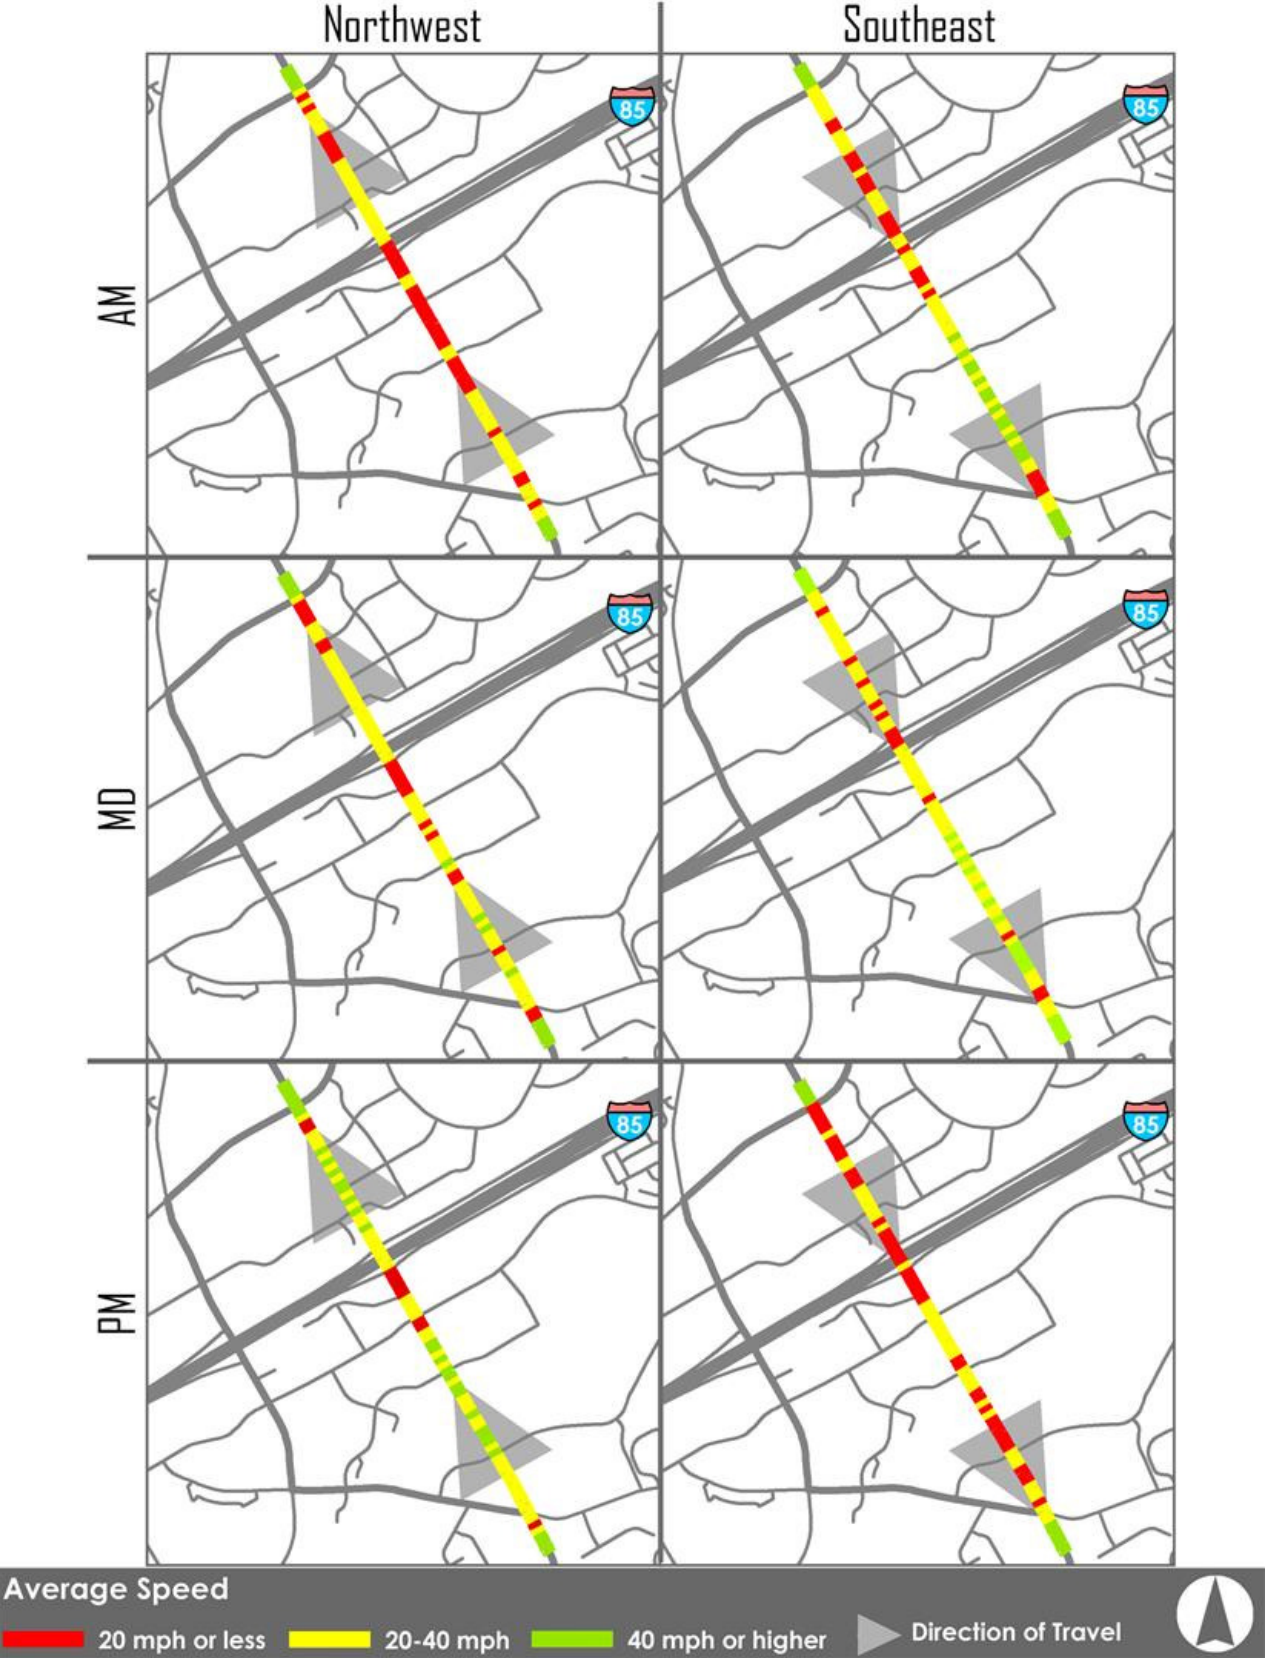 Northwest
Southeast
AM
85
85
MD
85
85
PM
85
85
Average Speed
20 mph or less
20-40 mph
40 mph or higher
Direction of Travel